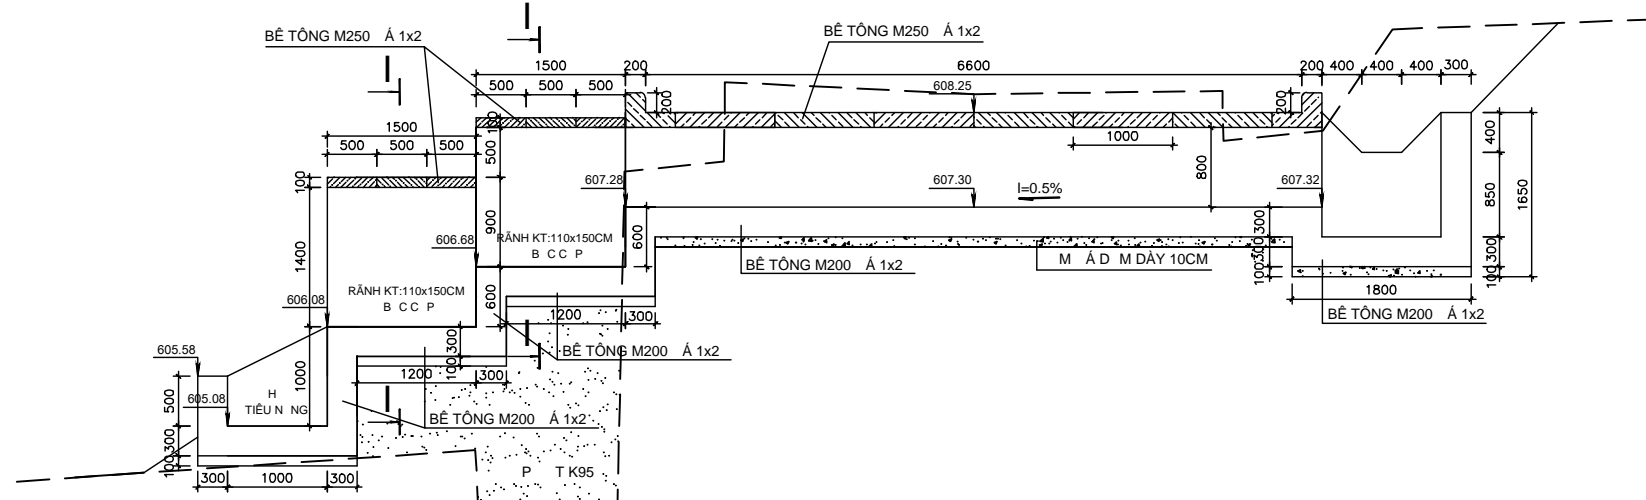 I
BÊ TÔNG M250 Á 1x2
BÊ TÔNG M250 Á 1x2
I
1500 200 6600 200 400 400 400 300
500 500 500
608.25
200
200
1500
100
1000
400
500 500 500
500
800
1650
100
607.28
607.30
I=0.5%
607.32
850
900
606.68
RÃNH KT:110x150CM
B C C P
600
300
1400
300
300
BÊ TÔNG M200 Á 1x2
M Á D M DÀY 10CM
100
100
RÃNH KT:110x150CM
B C C P
606.08
600
1800
1200 300
BÊ TÔNG M200 Á 1x2
I
605.58
300
100
BÊ TÔNG M200 Á 1x2
1000
1200 300
500
605.08
H
TIÊU N NG
I
BÊ TÔNG M200 Á 1x2
300
100
P T K95
300 1000 300